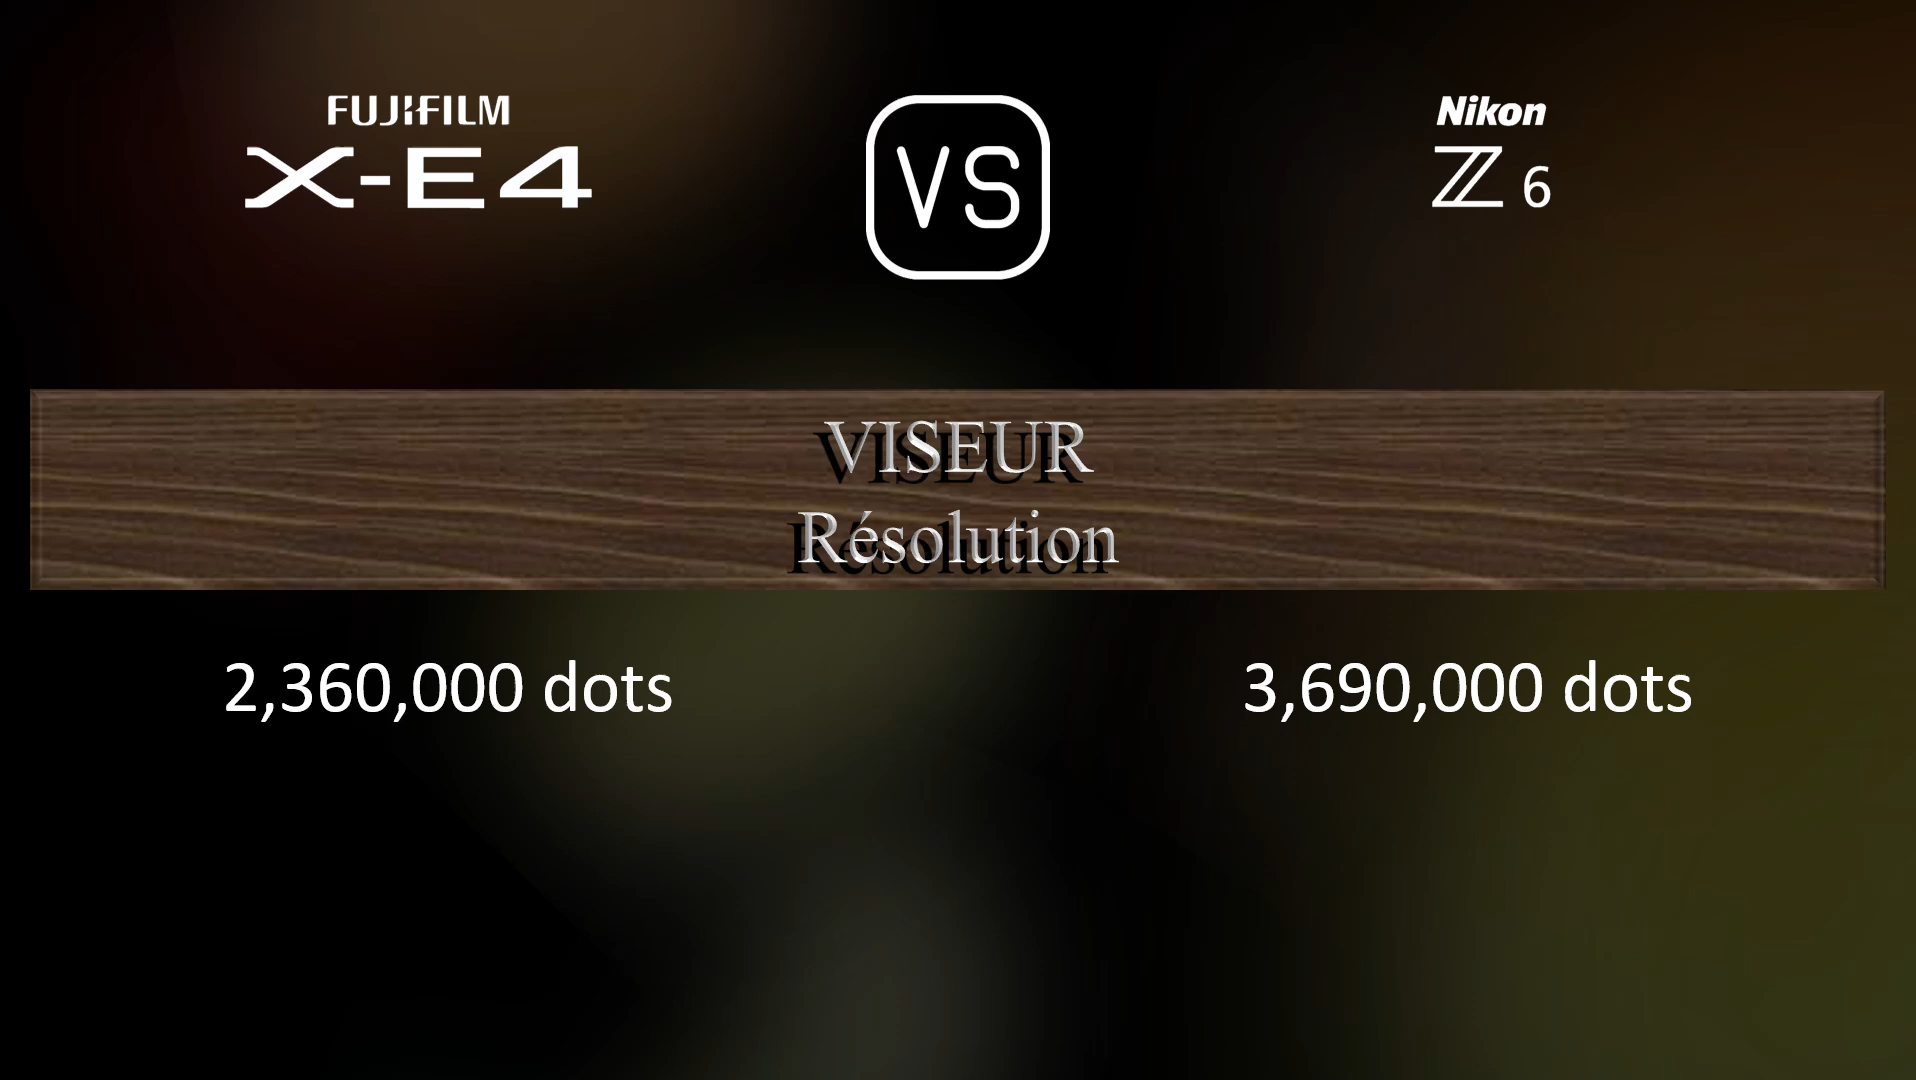 FUJIFILM
X-E4
VS
Nikon
Z 6
VISEUR
Résolution
2,360,000 dots
3,690,000 dots